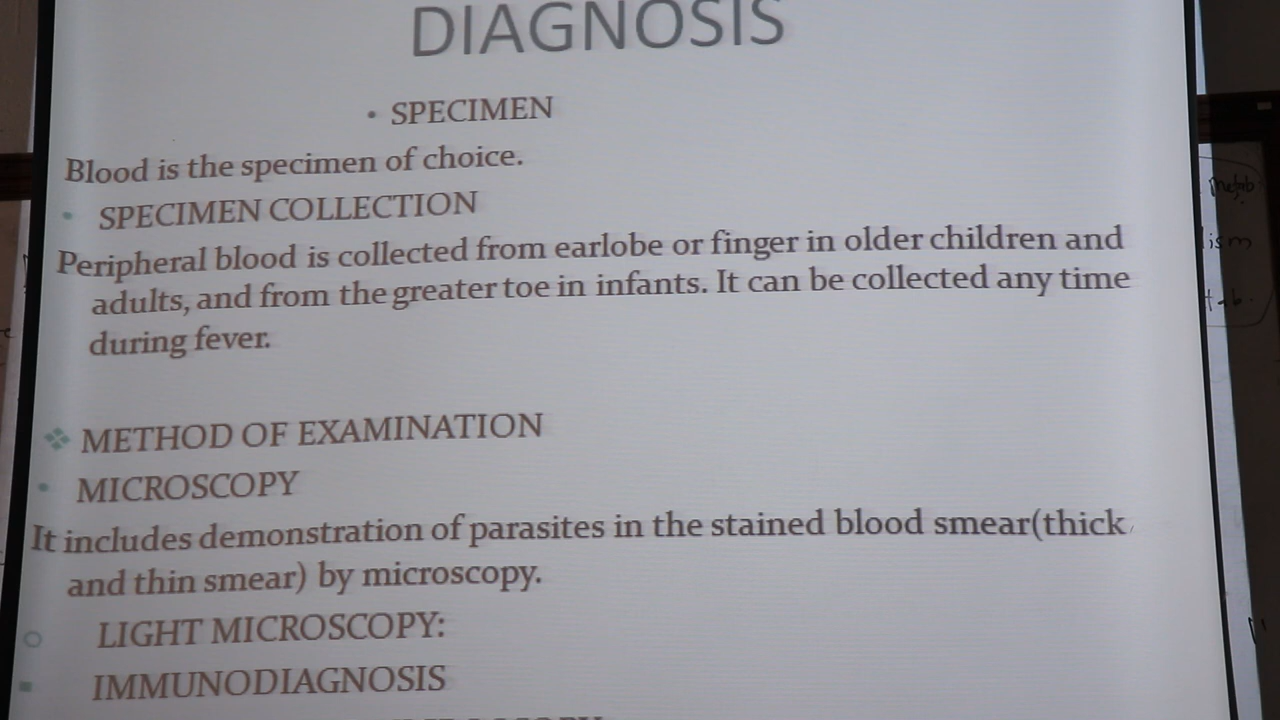 DIAGNOSIS
• SPECIMEN
Blood is the specimen of choice.
• SPECIMEN COLLECTION
Peripheral blood is collected from earlobe or finger in older children and
adults, and from the greater toe in infants. It can be collected any time
during fever.
❖ METHOD OF EXAMINATION
• MICROSCOPY
It includes demonstration of parasites in the stained blood smear(thick
and thin smear) by microscopy.
○ LIGHT MICROSCOPY:
▪ IMMUNODIAGNOSIS
metab
ism